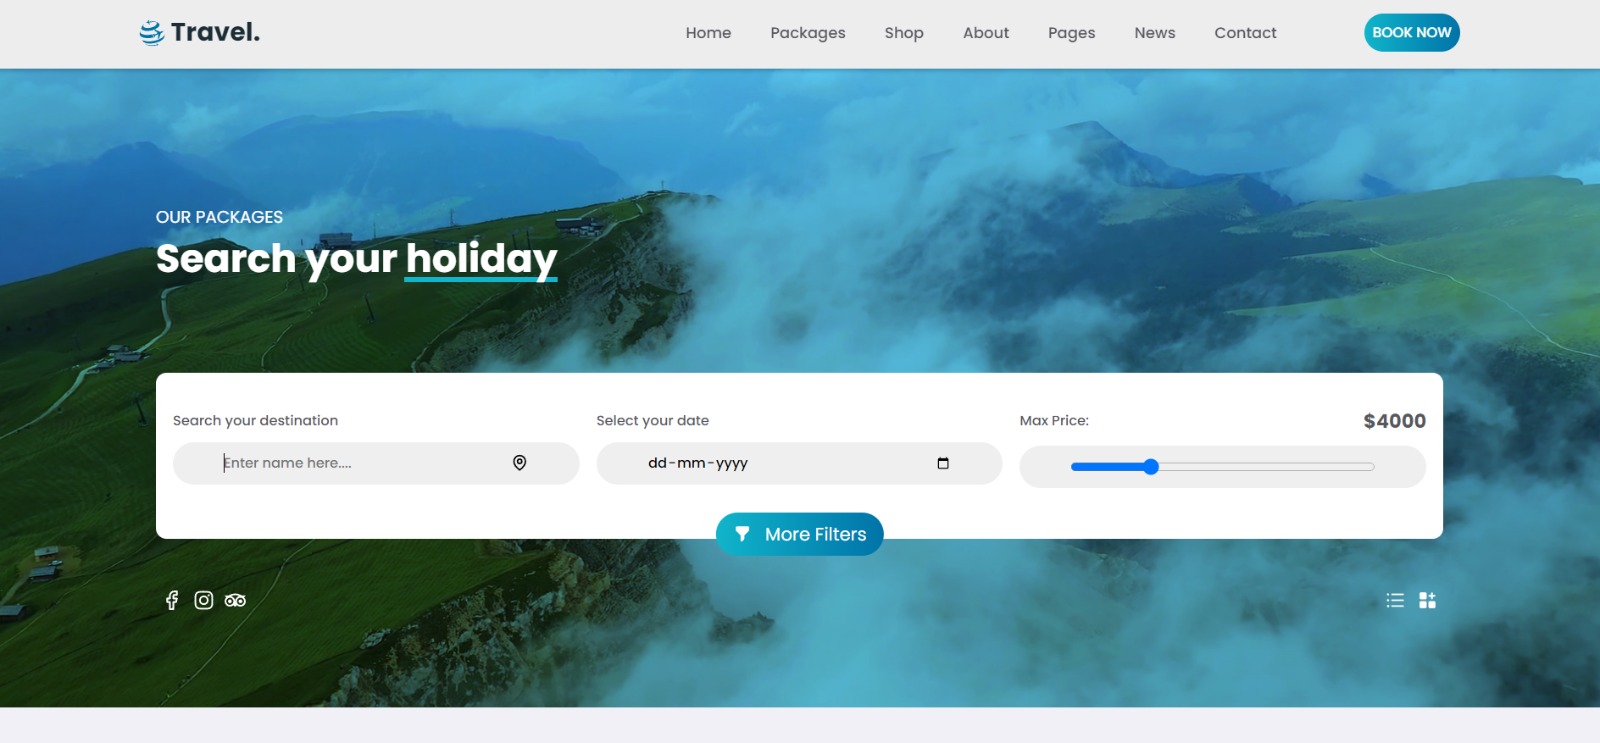 Travel.
Home Packages Shop About Pages News Contact
BOOK NOW
OUR PACKAGES
Search your holiday
Search your destination
Enter name here....
Select your date
dd-mm-yyyy
Max Price: $4000
More Filters